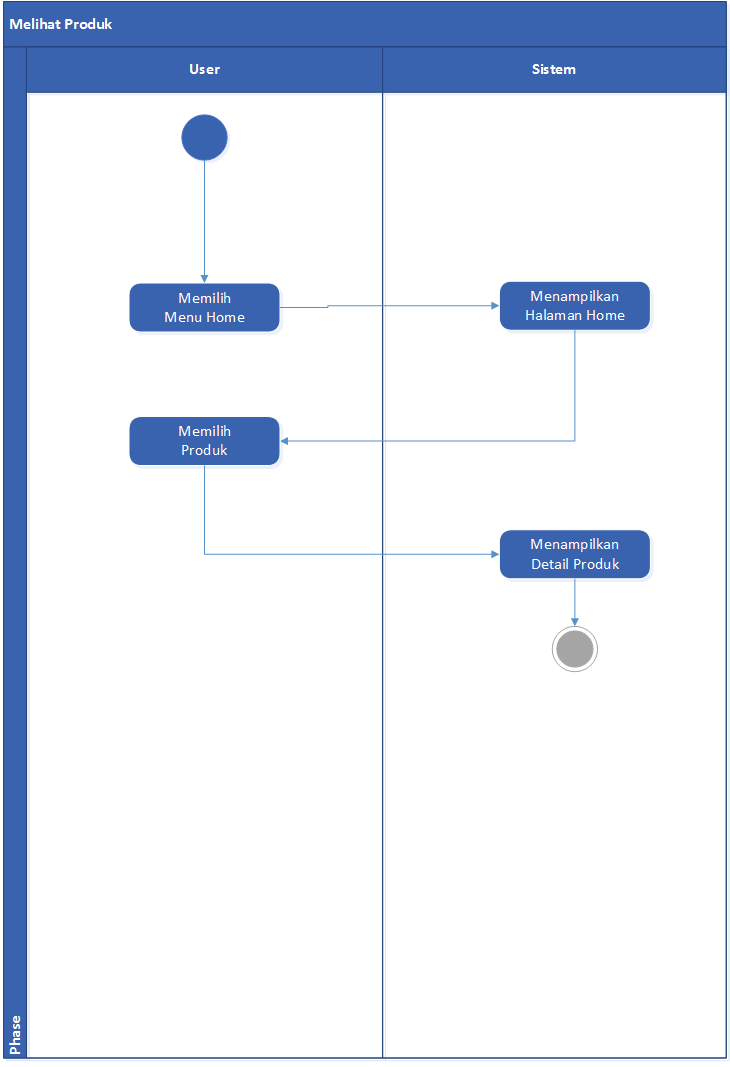 Melihat Produk
User
Sistem
Memilih
Menu Home
Menampilkan
Halaman Home
Memilih
Produk
Menampilkan
Detail Produk
Phase